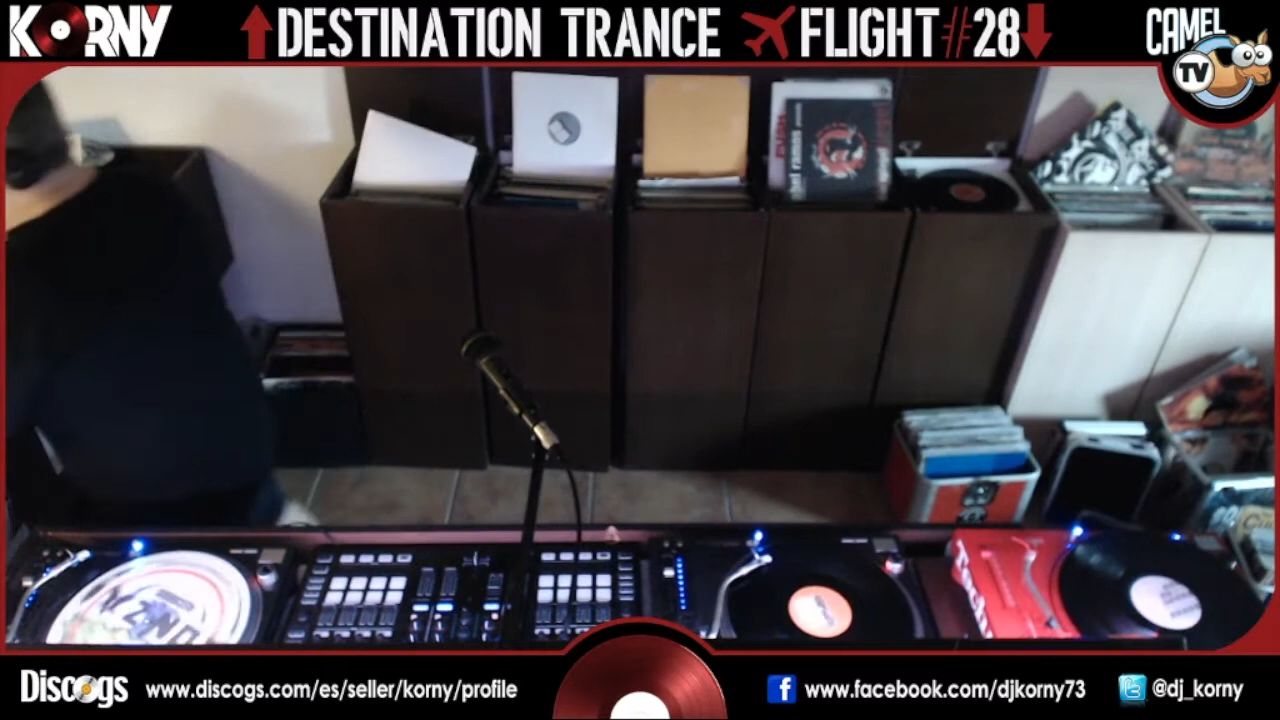 KORNY
DESTINATION TRANCE FLIGHT#28
CAMEL
TV
Discogs www.discogs.com/es/seller/korny/profile
www.facebook.com/djkorny73
@dj_korny